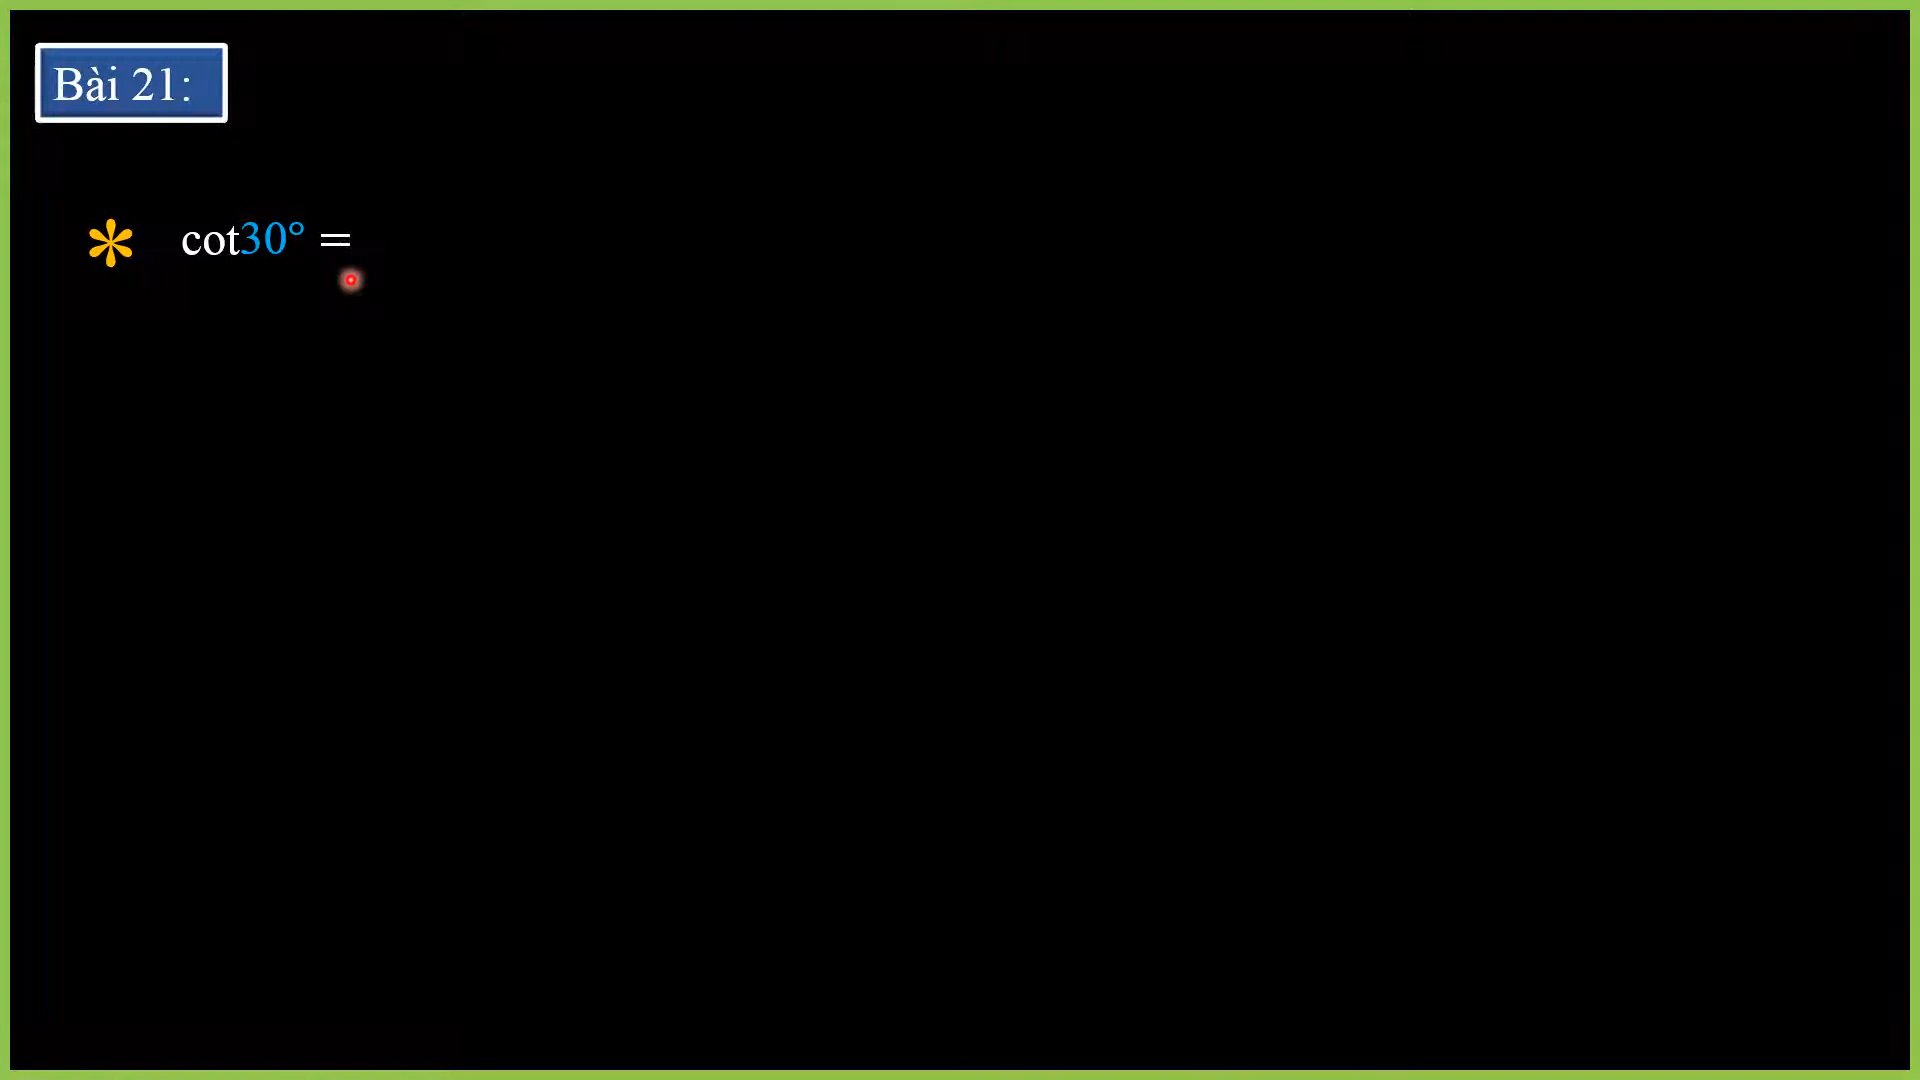 Bài 21:
* cot30° =